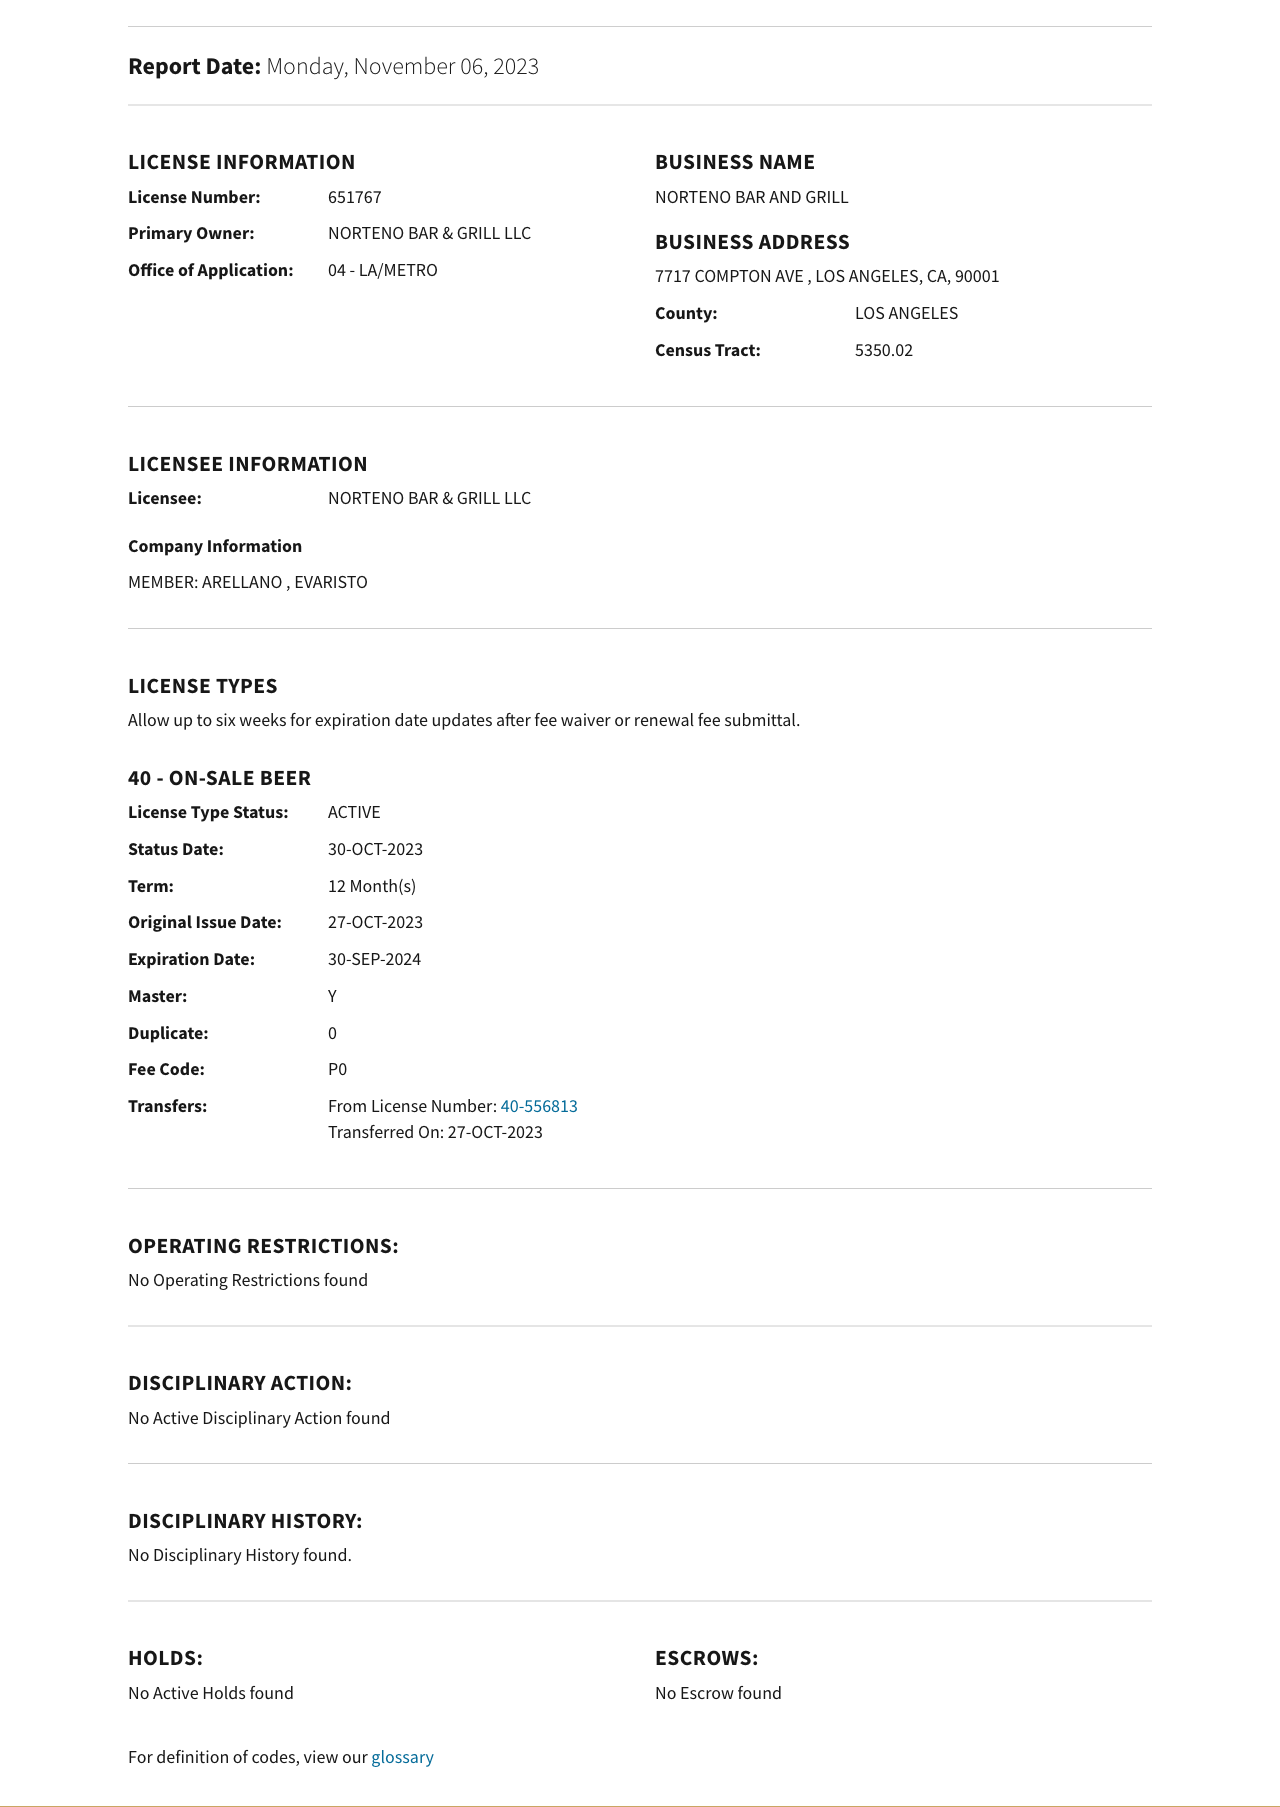 Report Date: Monday, November 06, 2023
LICENSE INFORMATION
License Number: 651767
Primary Owner: NORTENO BAR & GRILL LLC
Office of Application: 04 - LA/METRO
BUSINESS NAME
NORTENO BAR AND GRILL
BUSINESS ADDRESS
7717 COMPTON AVE , LOS ANGELES, CA, 90001
County: LOS ANGELES
Census Tract: 5350.02
LICENSEE INFORMATION
Licensee: NORTENO BAR & GRILL LLC
Company Information
MEMBER: ARELLANO , EVARISTO
LICENSE TYPES
Allow up to six weeks for expiration date updates after fee waiver or renewal fee submittal.
40 - ON-SALE BEER
License Type Status: ACTIVE
Status Date: 30-OCT-2023
Term: 12 Month(s)
Original Issue Date: 27-OCT-2023
Expiration Date: 30-SEP-2024
Master: Y
Duplicate: 0
Fee Code: P0
Transfers: From License Number: 40-556813
Transferred On: 27-OCT-2023
OPERATING RESTRICTIONS:
No Operating Restrictions found
DISCIPLINARY ACTION:
No Active Disciplinary Action found
DISCIPLINARY HISTORY:
No Disciplinary History found.
HOLDS:
No Active Holds found
ESCROWS:
No Escrow found
For definition of codes, view our glossary